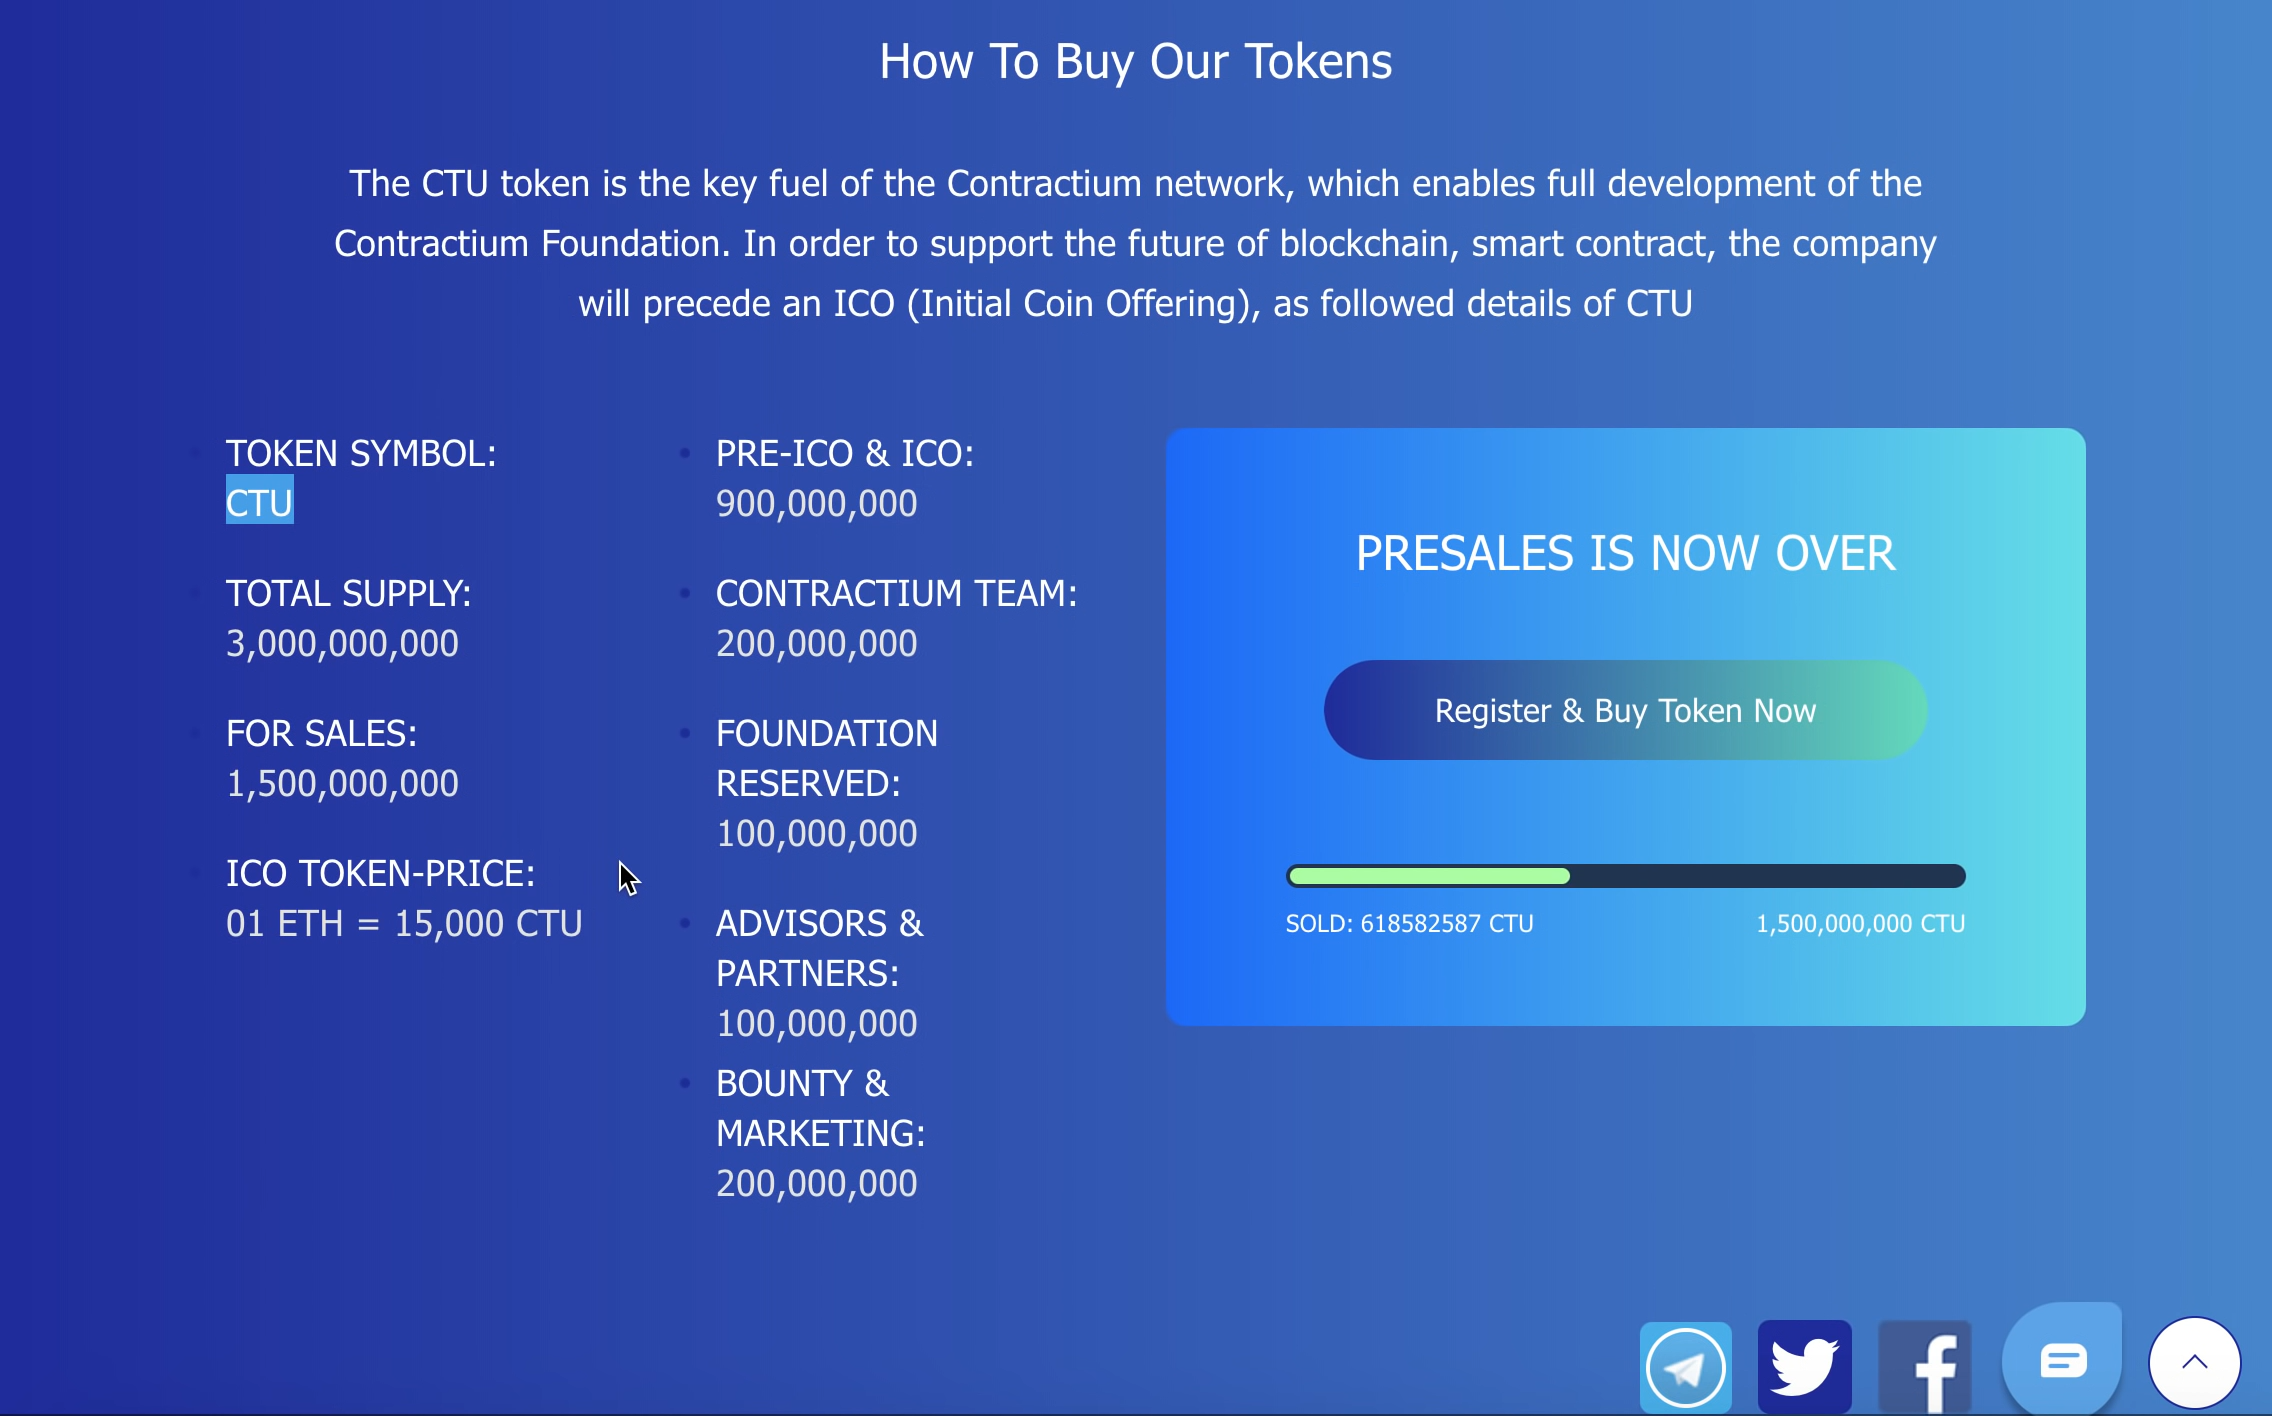 How To Buy Our Tokens
The CTU token is the key fuel of the Contractium network, which enables full development of the
Contractium Foundation. In order to support the future of blockchain, smart contract, the company
will precede an ICO (Initial Coin Offering), as followed details of CTU
TOKEN SYMBOL:
CTU
TOTAL SUPPLY:
3,000,000,000
FOR SALES:
1,500,000,000
ICO TOKEN-PRICE:
01 ETH = 15,000 CTU
PRE-ICO & ICO:
900,000,000
CONTRACTIUM TEAM:
200,000,000
FOUNDATION
RESERVED:
100,000,000
ADVISORS &
PARTNERS:
100,000,000
BOUNTY &
MARKETING:
200,000,000
PRESALES IS NOW OVER
Register & Buy Token Now
SOLD: 618582587 CTU
1,500,000,000 CTU